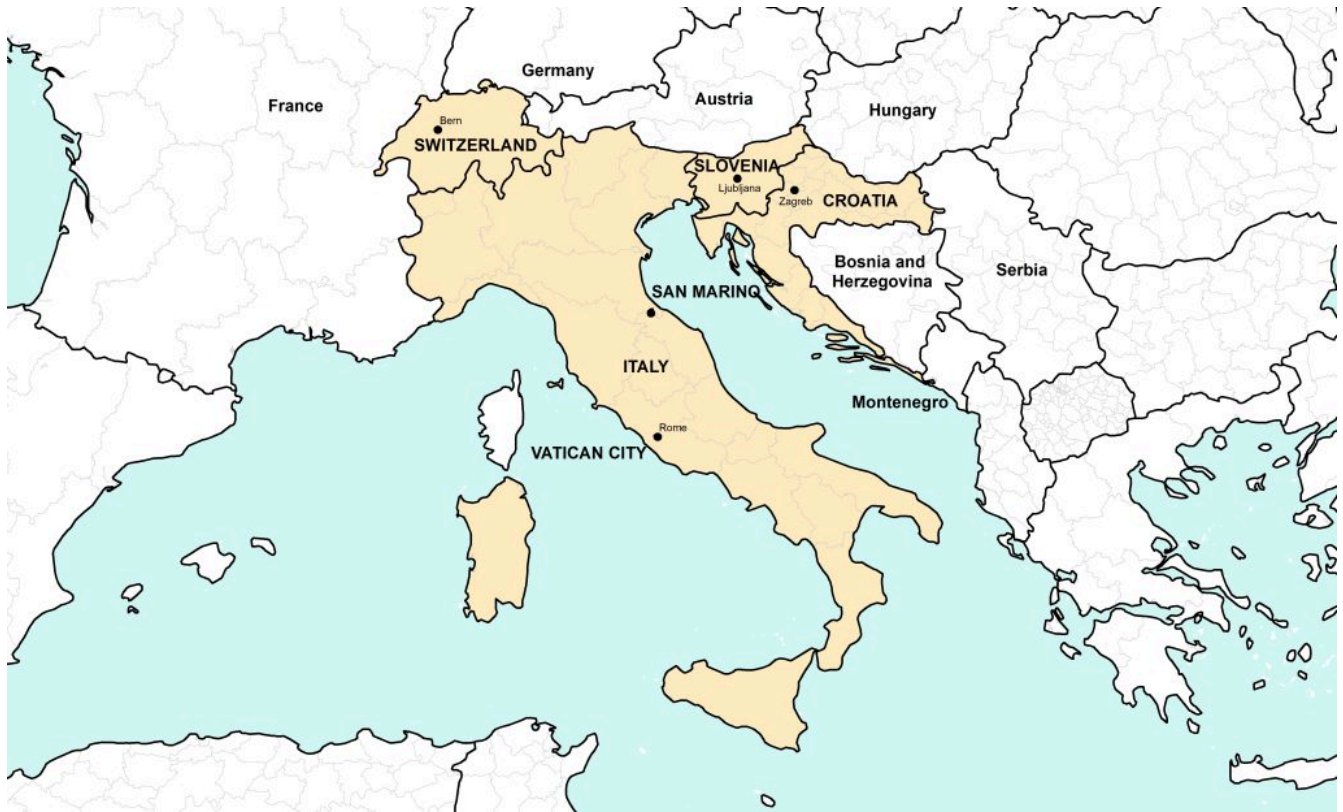 Germany
Austria
Hungary
France
Bern
SWITZERLAND
SLOVENIA
Ljubljana
Zagreb
CROATIA
Bosnia and
Herzegovina
Serbia
SAN MARINO
ITALY
Montenegro
Rome
VATICAN CITY